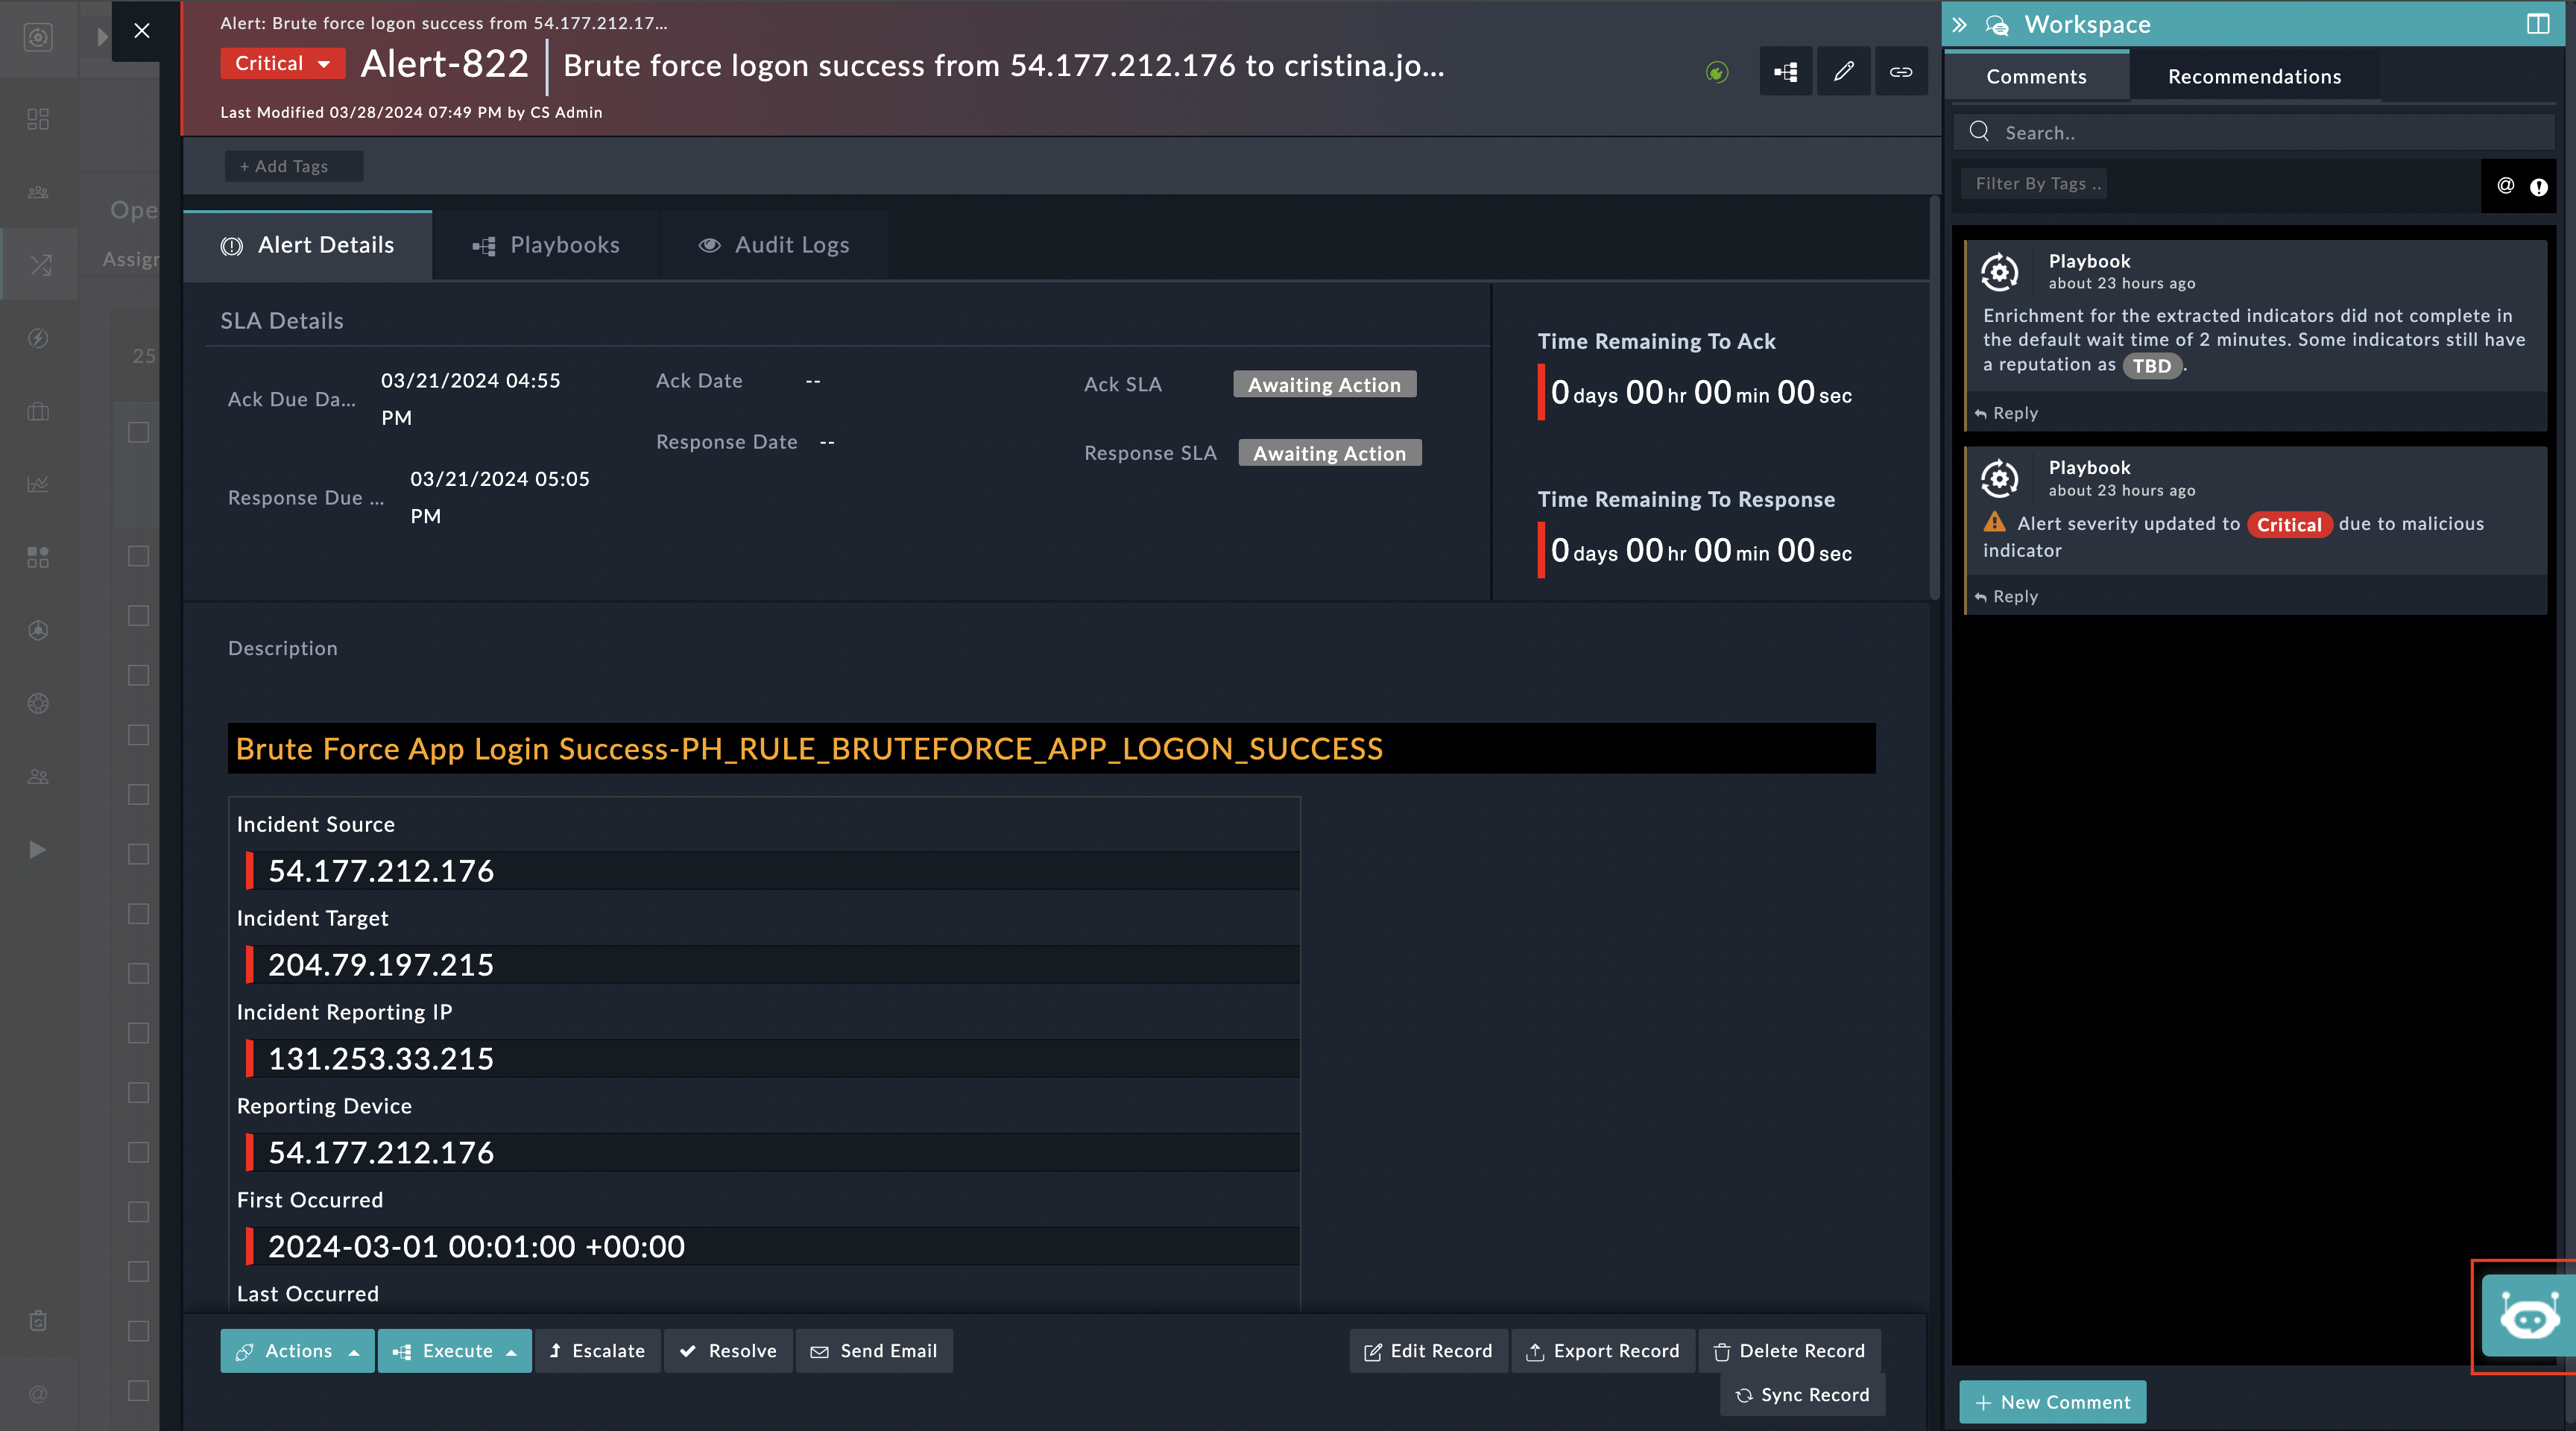 Alert: Brute force logon success from 54.177.212.17...
Critical
Alert-822
Brute force logon success from 54.177.212.176 to cristina.jo...
Last Modified 03/28/2024 07:49 PM by CS Admin
+ Add Tags
Ope
Assigr
25
Alert Details
Playbooks
Audit Logs
SLA Details
Ack Due Da...
03/21/2024 04:55
PM
Ack Date
--
Ack SLA
Awaiting Action
Response Due ...
03/21/2024 05:05
PM
Response Date
--
Response SLA
Awaiting Action
Time Remaining To Ack
0 days 00 hr 00 min 00 sec
Time Remaining To Response
0 days 00 hr 00 min 00 sec
Description
Brute Force App Login Success-PH_RULE_BRUTEFORCE_APP_LOGON_SUCCESS
Incident Source
54.177.212.176
Incident Target
204.79.197.215
Incident Reporting IP
131.253.33.215
Reporting Device
54.177.212.176
First Occurred
2024-03-01 00:01:00 +00:00
Last Occurred
Actions
Execute
Escalate
Resolve
Send Email
Edit Record
Export Record
Delete Record
Sync Record
Workspace
Comments
Recommendations
Search..
Filter By Tags ..
@
Playbook
about 23 hours ago
Enrichment for the extracted indicators did not complete in
the default wait time of 2 minutes. Some indicators still have
a reputation as TBD.
Reply
Playbook
about 23 hours ago
Alert severity updated to Critical due to malicious
indicator
Reply
+ New Comment